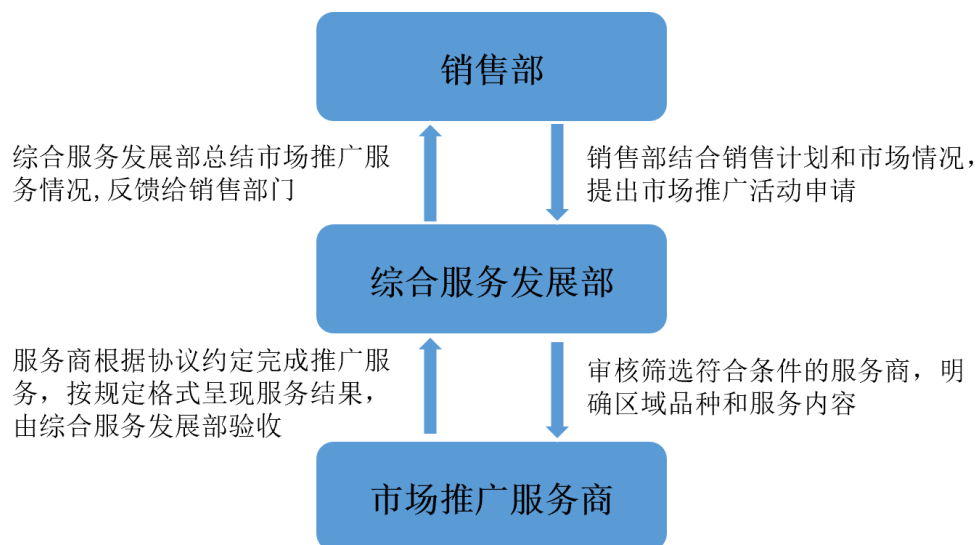 销售部
综合服务发展部总结市场推广服
务情况,反馈给销售部门
销售部结合销售计划和市场情况，
提出市场推广活动申请
综合服务发展部
服务商根据协议约定完成推广服
务，按规定格式呈现服务结果，
由综合服务发展部验收
审核筛选符合条件的服务商，明
确区域品种和服务内容
市场推广服务商